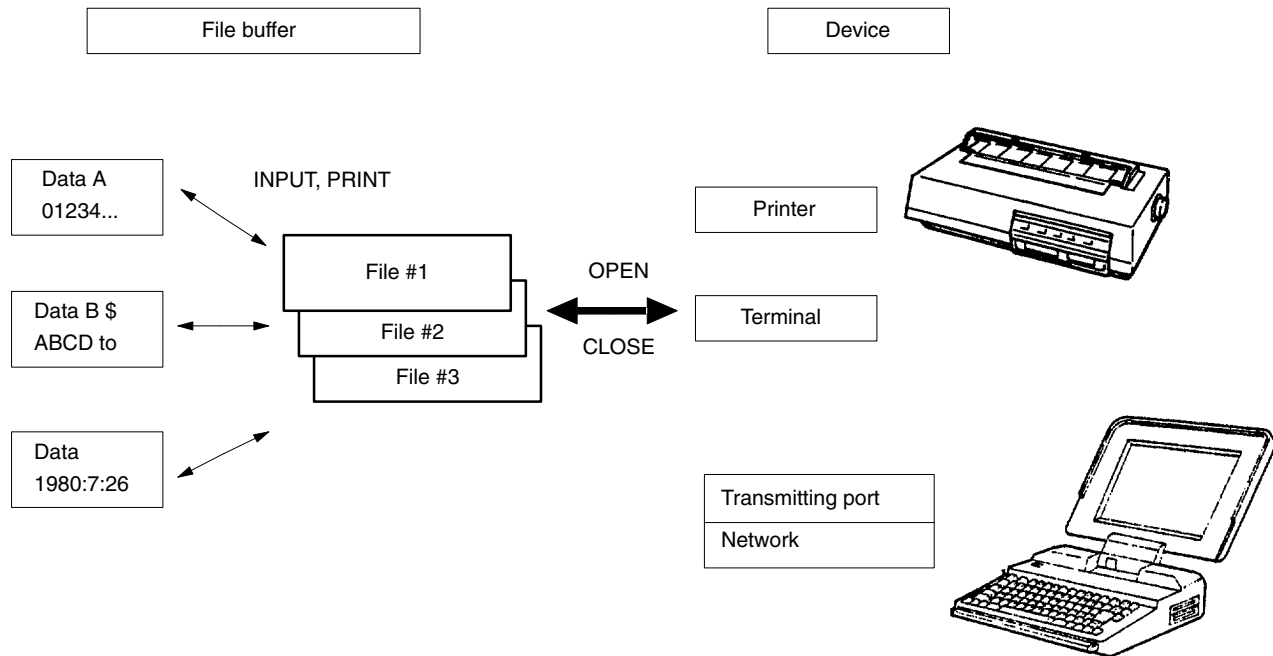 File buffer
Device
Data A
01234...
INPUT, PRINT
Printer
File #1
OPEN
Data B $
ABCD to
File #2
Terminal
CLOSE
File #3
Data
1980:7:26
Transmitting port
Network